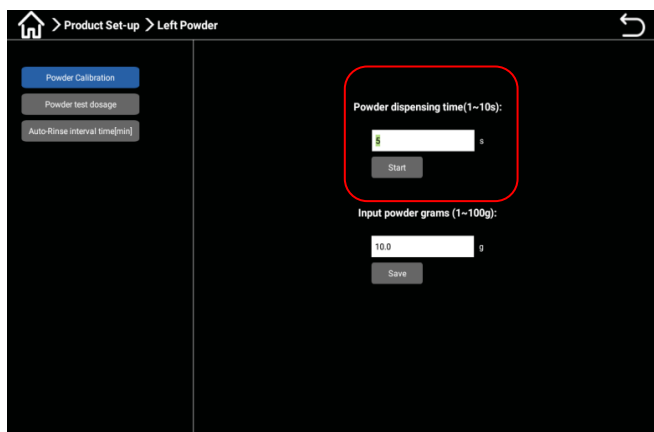 Product Set-up > Left Powder
Powder Calibration
Powder test dosage
Auto-Rinse interval time[min]
Powder dispensing time(1~10s):
5 s
Start
Input powder grams (1~100g):
10.0 g
Save